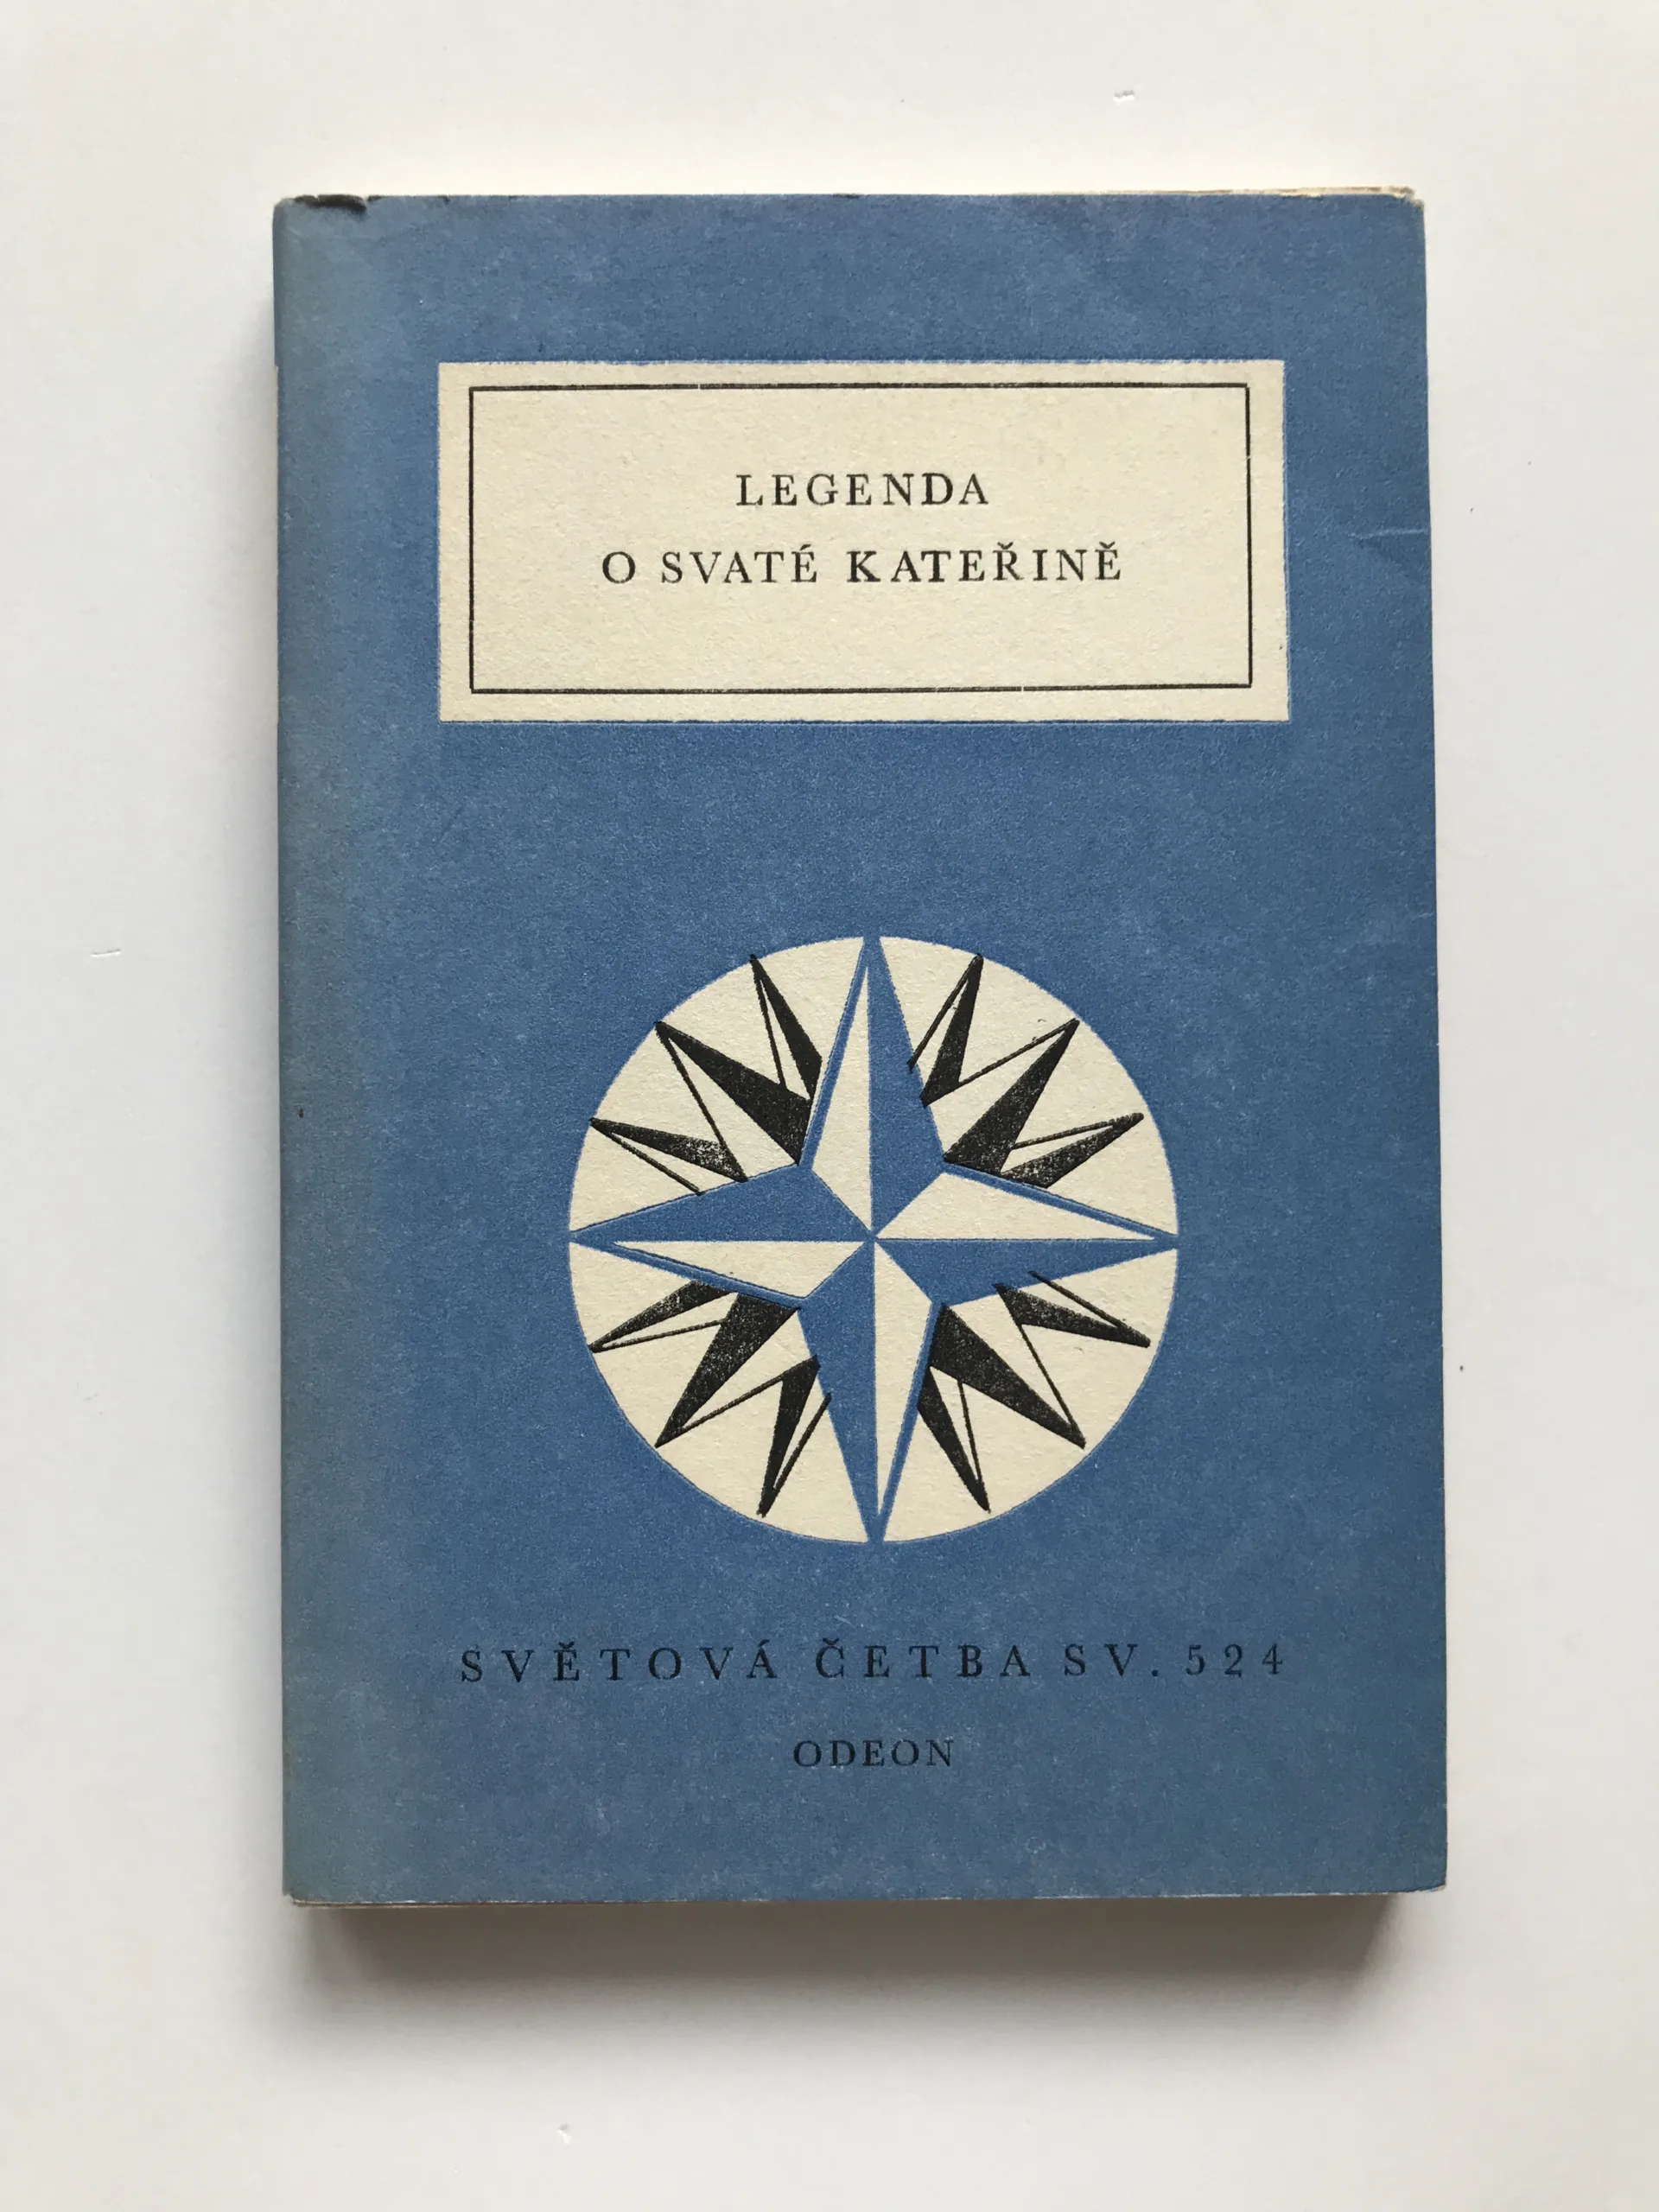 LEGENDA
O SVATÉ KATEŘINĚ
SVĚTOVÁ ČETBA SV. 524
ODEON